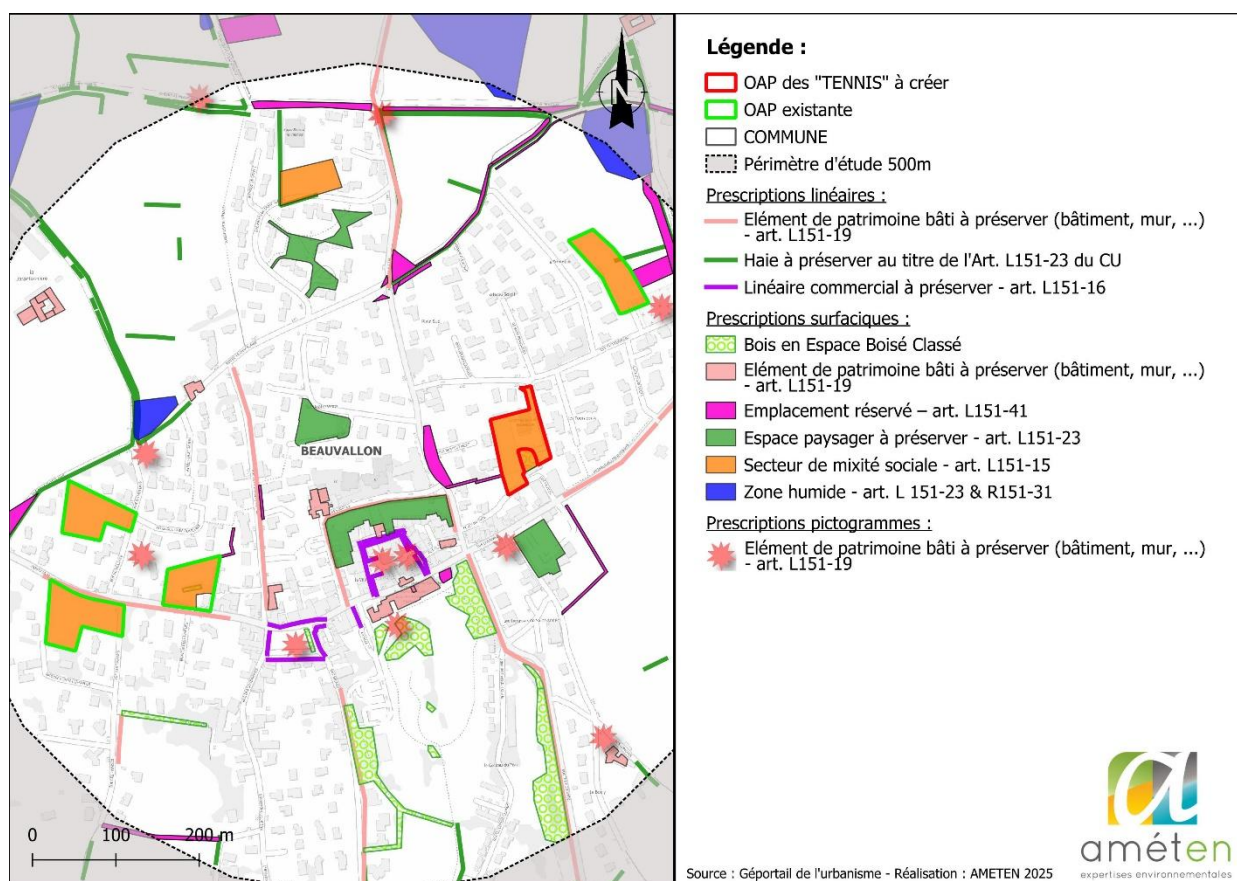 BEAUVALLON
N
0 100 200 m
Légende :
OAP des "TENNIS" à créer
OAP existante
COMMUNE
Périmètre d'étude 500m
Prescriptions linéaires :
Elément de patrimoine bâti à préserver (bâtiment, mur, ...)
- art. L151-19
Haie à préserver au titre de l'Art. L151-23 du CU
Linéaire commercial à préserver - art. L151-16
Prescriptions surfaciques :
Bois en Espace Boisé Classé
Elément de patrimoine bâti à préserver (bâtiment, mur, ...)
- art. L151-19
Emplacement réservé – art. L151-41
Espace paysager à préserver - art. L151-23
Secteur de mixité sociale - art. L151-15
Zone humide - art. L 151-23 & R151-31
Prescriptions pictogrammes :
Elément de patrimoine bâti à préserver (bâtiment, mur, ...)
- art. L151-19
a
améten
expertises environnementales
Source : Géportail de l'urbanisme - Réalisation : AMETEN 2025